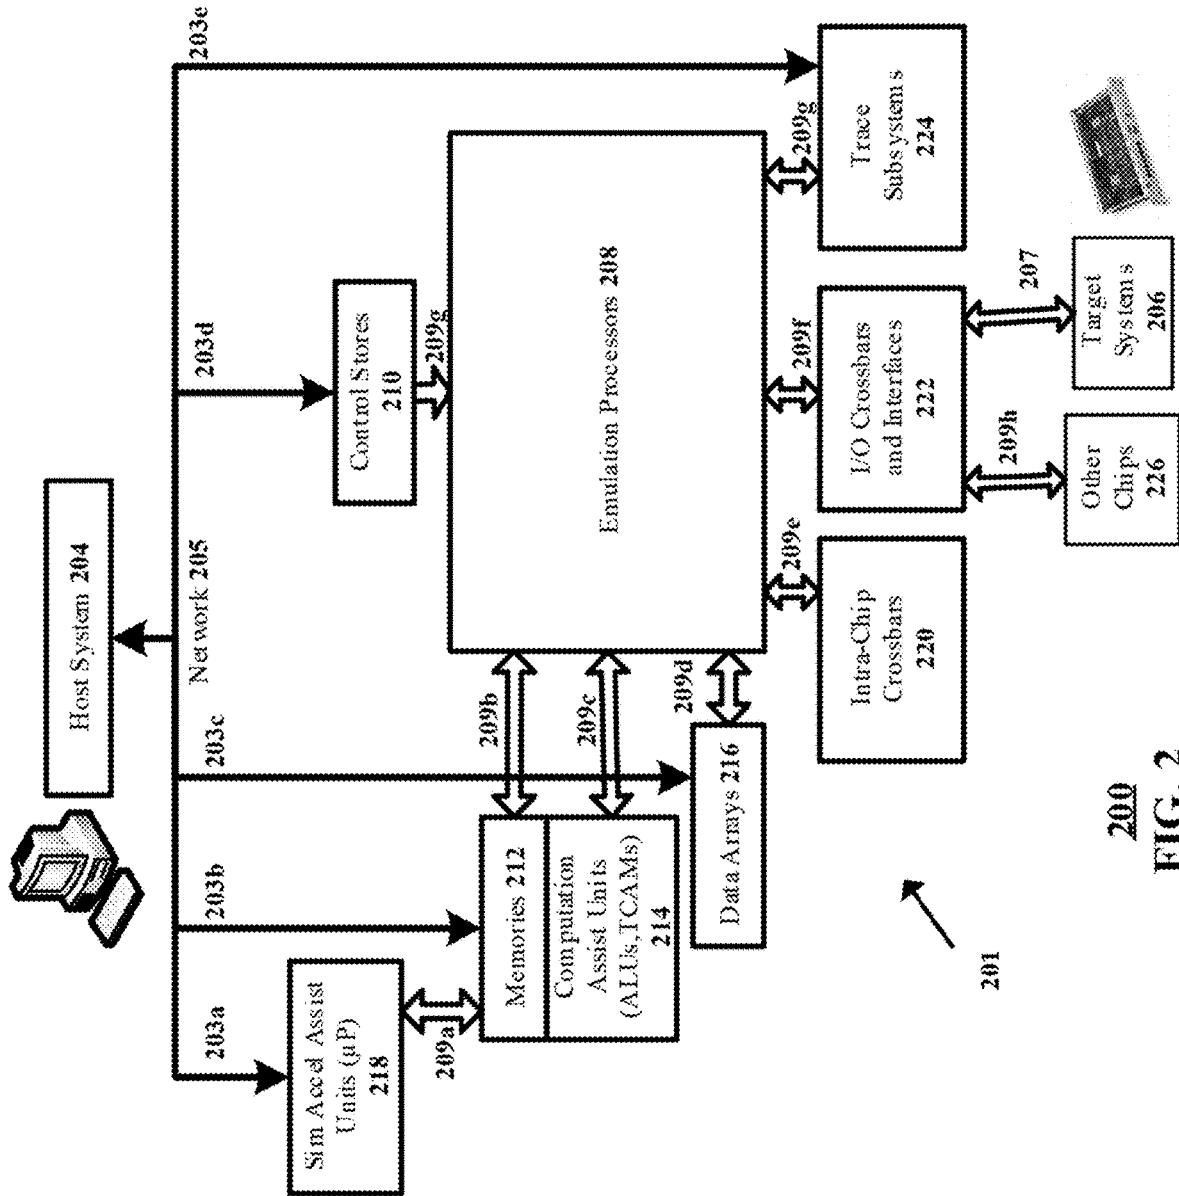 Host System 204
Network 205
203a
203b
203c
203d
203e
Sim Accel Assist
Units (µP)
218
209a
Memories 212
Computation
Assist Units
(ALUs,TCAMs)
214
209b
209c
Data Arrays 216
209d
Control Stores
210
209g
Emulation Processors 208
209e
209f
209g
Intra-Chip
Crossbars
220
I/O Crossbars
and Interfaces
222
Trace
Subsystems
224
209h
207
Other
Chips
226
Target
Systems
206
201
200
FIG. 2